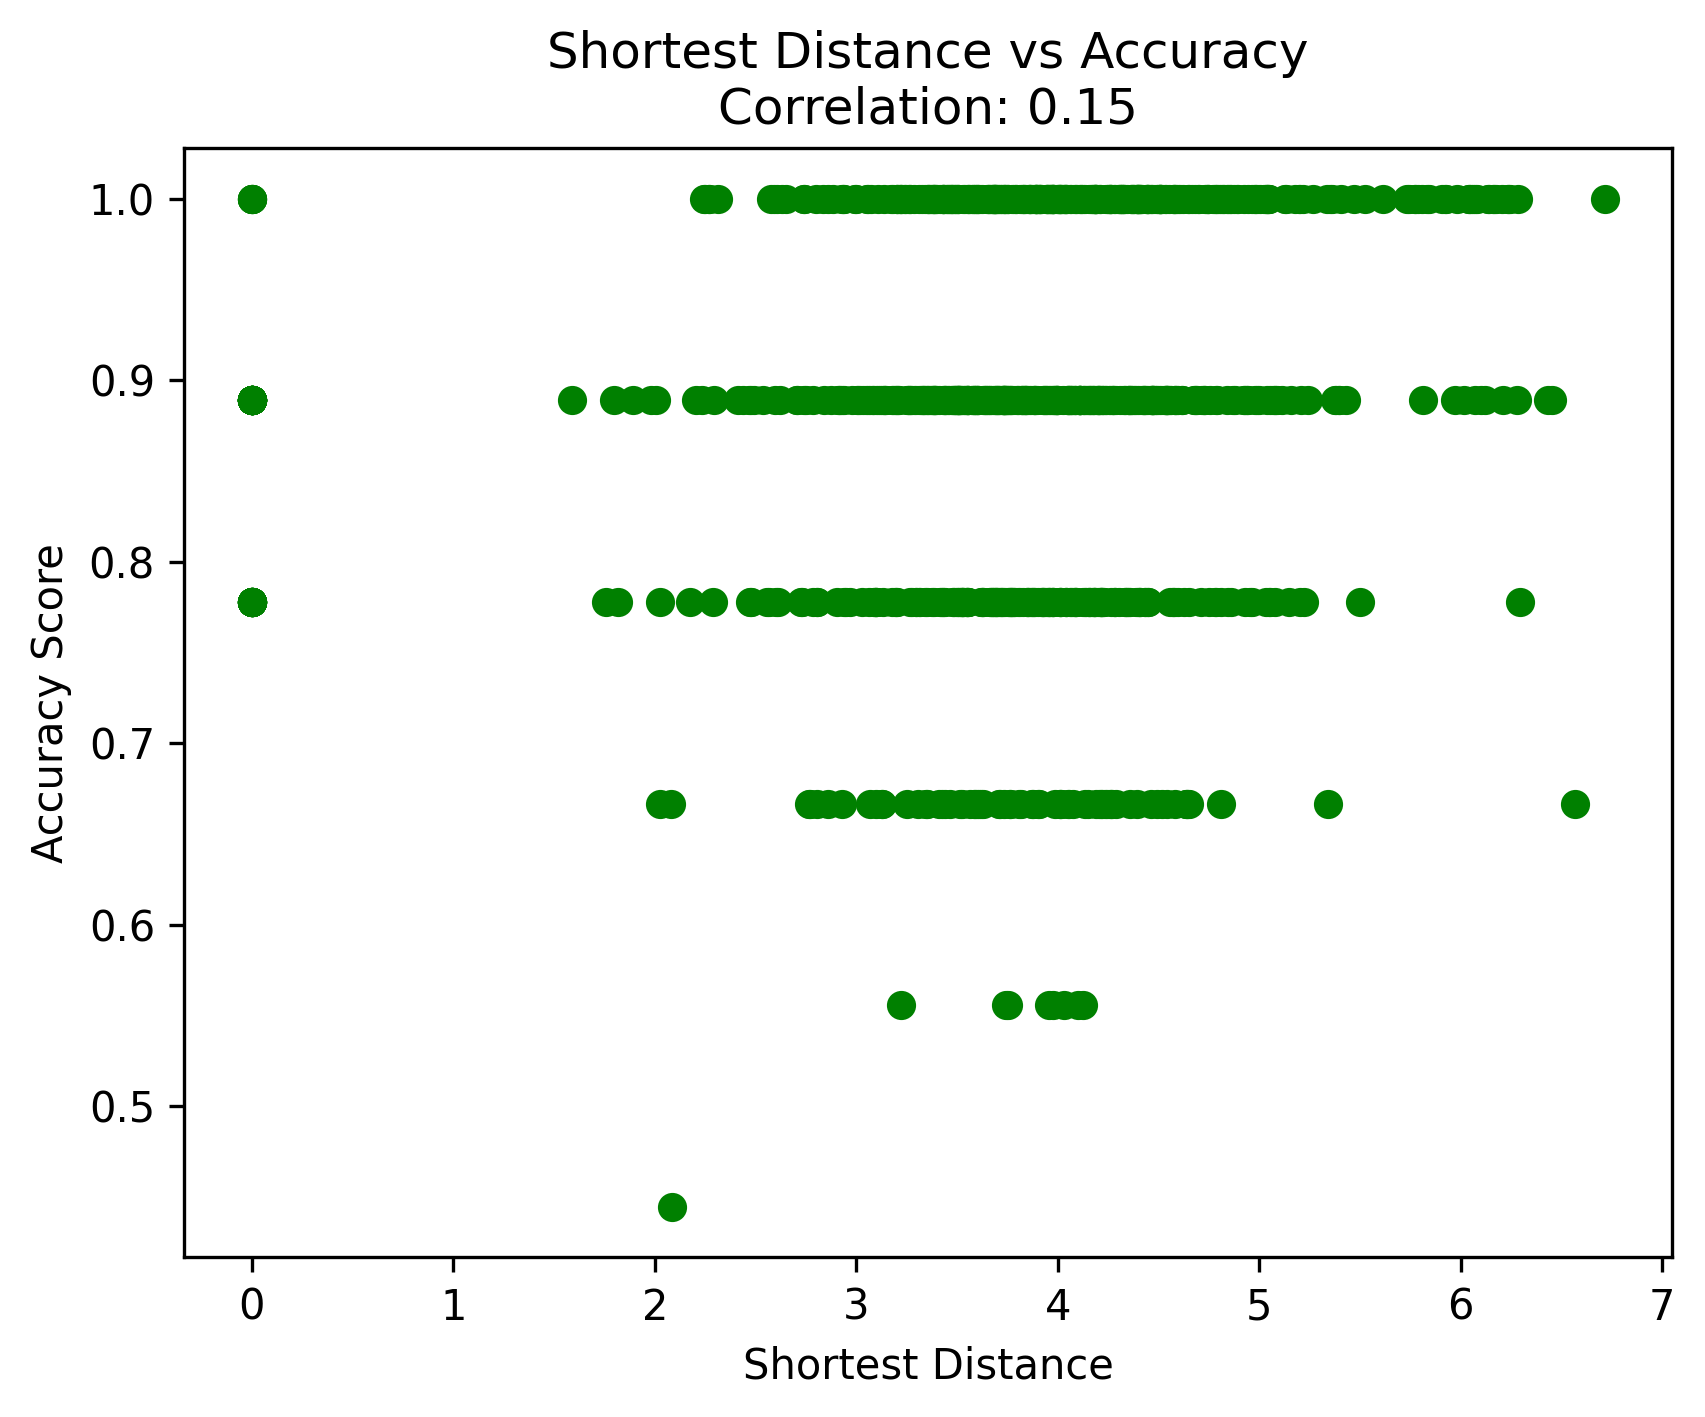 Shortest Distance vs Accuracy
Correlation: 0.15
1.0
0.9
0.8
0.7
0.6
0.5
Accuracy Score
0 1 2 3 4 5 6 7
Shortest Distance